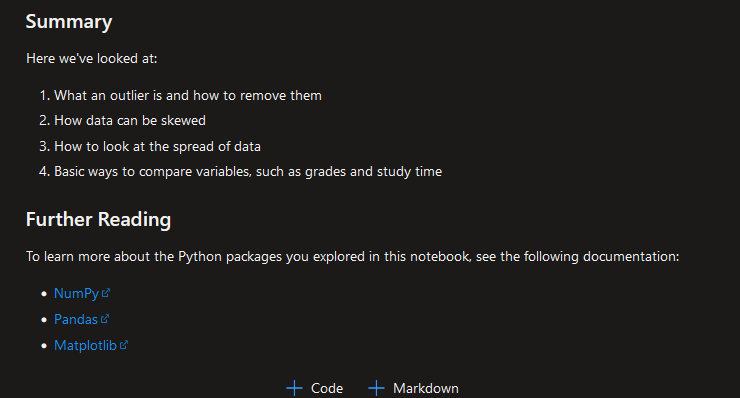 Summary
Here we've looked at:
1. What an outlier is and how to remove them
2. How data can be skewed
3. How to look at the spread of data
4. Basic ways to compare variables, such as grades and study time
Further Reading
To learn more about the Python packages you explored in this notebook, see the following documentation:
• NumPy
• Pandas
• Matplotlib
+ Code + Markdown